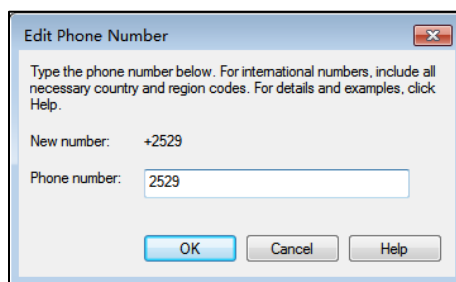 Edit Phone Number
Type the phone number below. For international numbers, include all
necessary country and region codes. For details and examples, click
Help.
New number: +2529
Phone number: 2529
OK Cancel Help